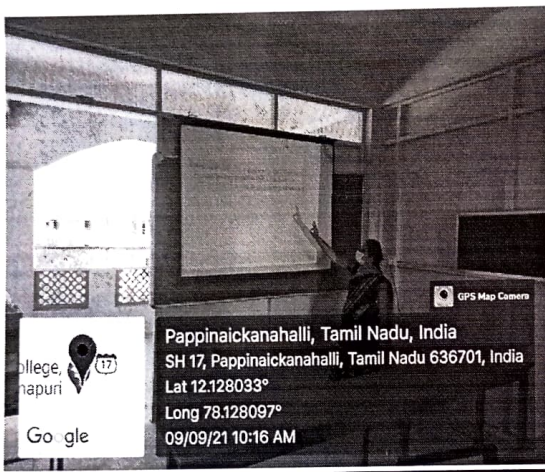 GPS Map Camera
ollege,
apuri
17
Google
Pappinaickanahalli, Tamil Nadu, India
SH 17, Pappinaickanahalli, Tamil Nadu 636701, India
Lat 12.128033°
Long 78.128097°
09/09/21 10:16 AM